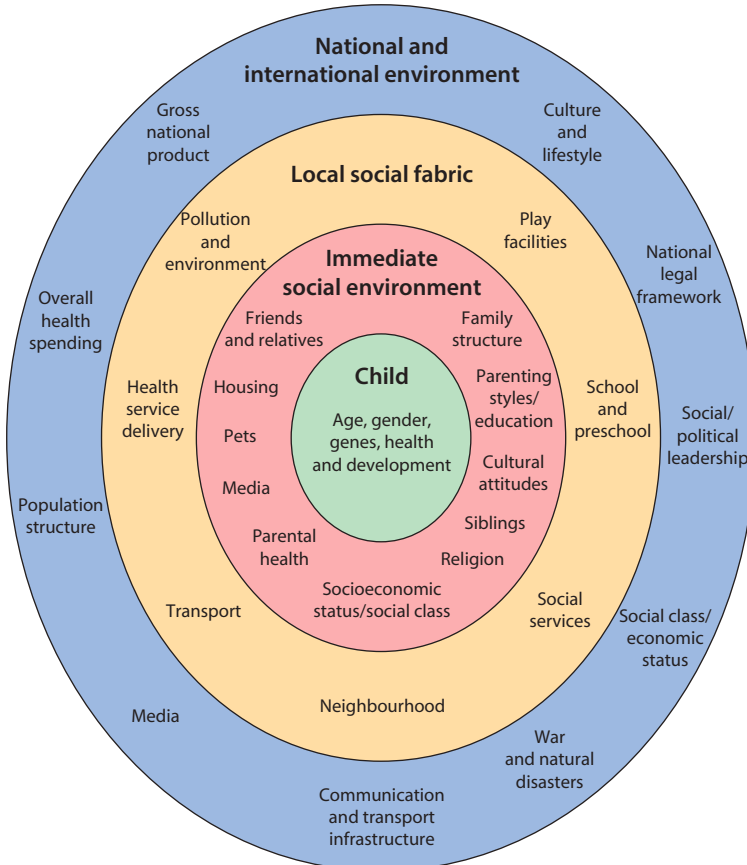 National and
international environment
Gross
national
product
Culture and
lifestyle
National
legal
framework
Social/
political
leadership
Social class/
economic
status
War
and natural
disasters
Communication
and transport
infrastructure
Media
Population
structure
Overall
health
spending
Local social fabric
Pollution
and
environment
Play
facilities
School
and
preschool
Social
services
Neighbourhood
Transport
Health
service
delivery
Immediate
social environment
Friends
and relatives
Family
structure
Parenting
styles/
education
Cultural
attitudes
Siblings
Religion
Socioeconomic
status/social class
Parental
health
Media
Pets
Housing
Child
Age, gender,
genes, health
and development